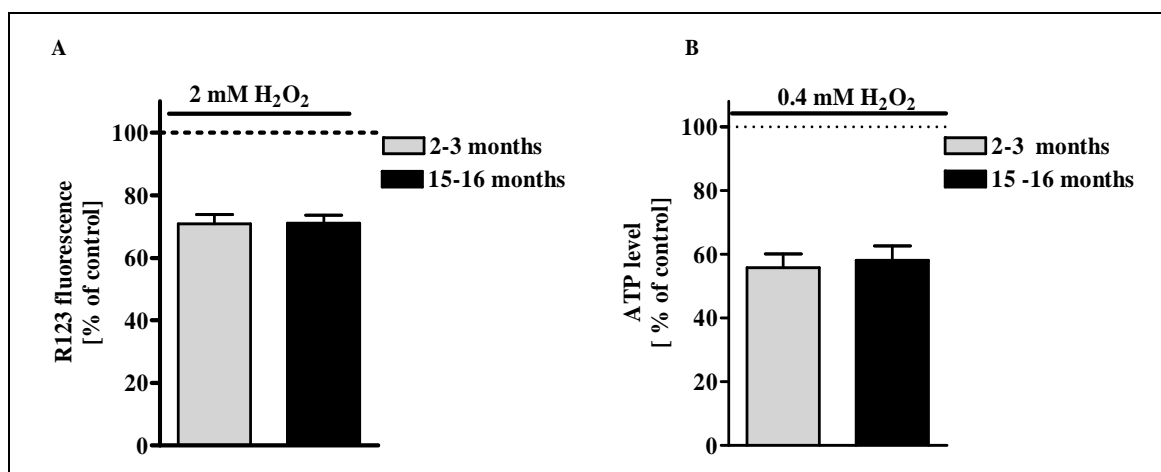 A
2 mM H₂O₂
100
80
60
40
20
0
R123 fluorescence
[% of control]
2-3 months
15-16 months
B
0.4 mM H₂O₂
100
80
60
40
20
0
ATP level
[ % of control]
2-3 months
15 -16 months